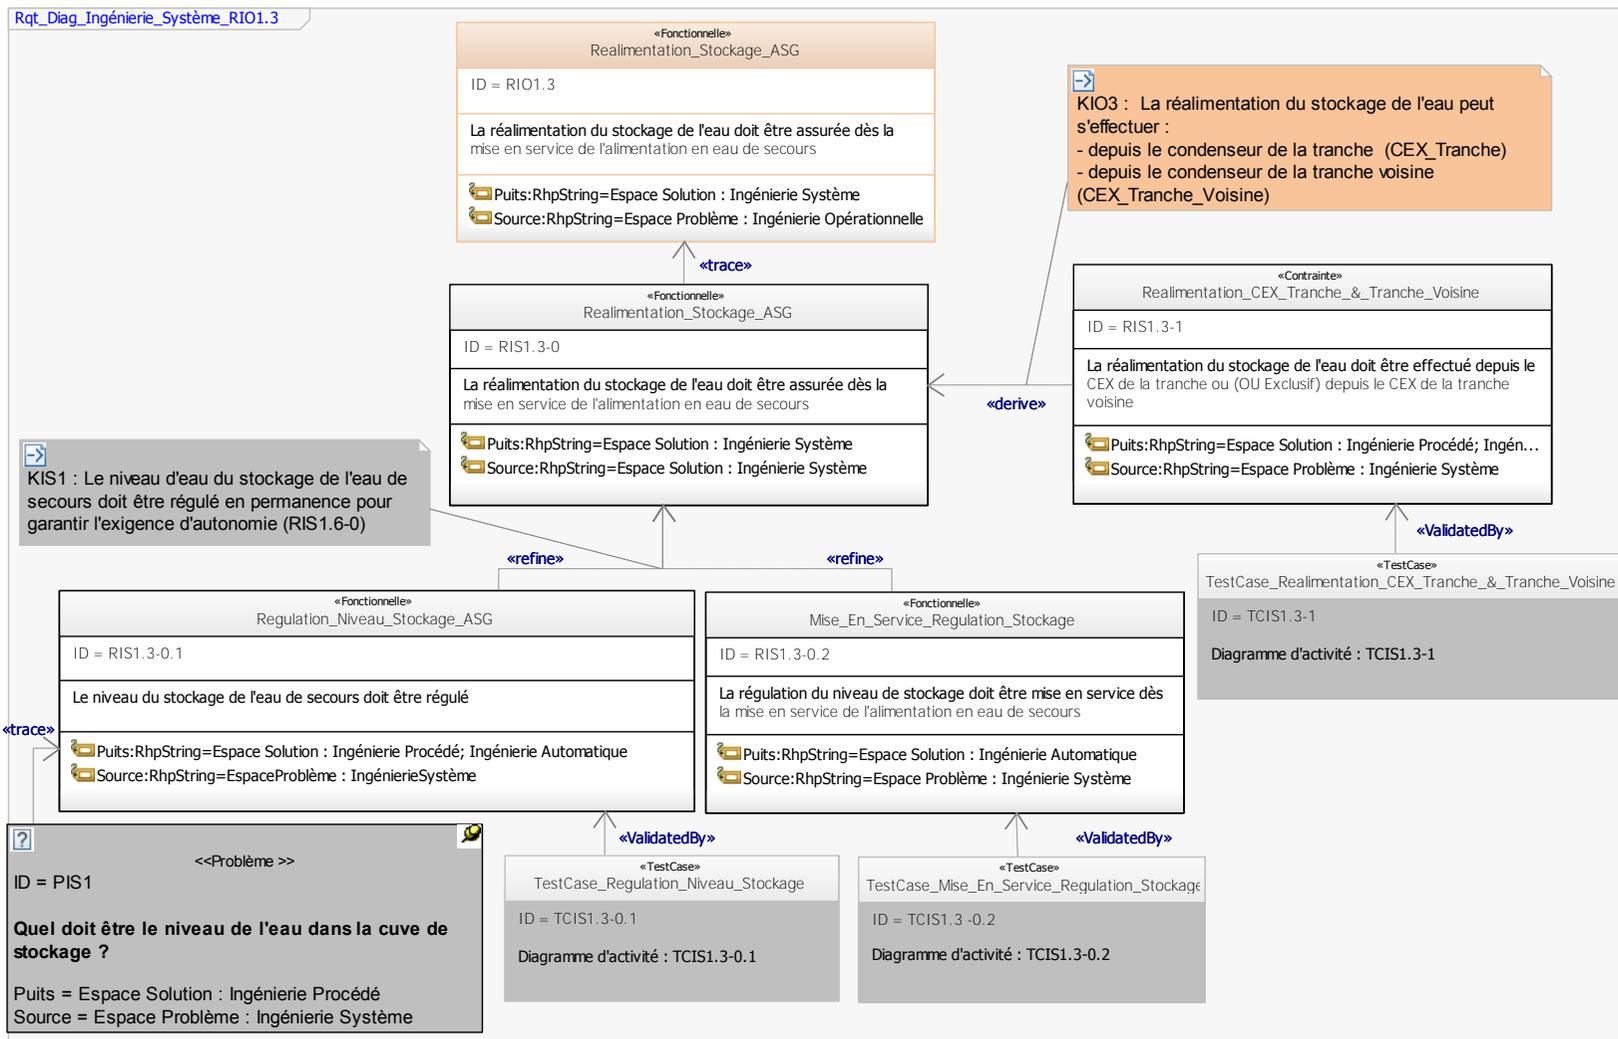 Rqt_Diag_Ingénierie_Système_RIO1.3
«Fonctionnelle»
Realimentation_Stockage_ASG
ID = RIO1.3
La réalimentation du stockage de l'eau doit être assurée dès la
mise en service de l'alimentation en eau de secours
Puits:RhpString=Espace Solution : Ingénierie Système
Source:RhpString=Espace Problème : Ingénierie Opérationnelle
KIO3 :  La réalimentation du stockage de l'eau peut
s'effectuer :
- depuis le condenseur de la tranche  (CEX_Tranche)
- depuis le condenseur de la tranche voisine
(CEX_Tranche_Voisine)
«trace»
«Fonctionnelle»
Realimentation_Stockage_ASG
ID = RIS1.3-0
La réalimentation du stockage de l'eau doit être assurée dès la
mise en service de l'alimentation en eau de secours
Puits:RhpString=Espace Solution : Ingénierie Système
Source:RhpString=Espace Solution : Ingénierie Système
«derive»
«Contrainte»
Realimentation_CEX_Tranche_&_Tranche_Voisine
ID = RIS1.3-1
La réalimentation du stockage de l'eau doit être effectué depuis le
CEX de la tranche ou (OU Exclusif) depuis le CEX de la tranche
voisine
Puits:RhpString=Espace Solution : Ingénierie Procédé; Ingén...
Source:RhpString=Espace Problème : Ingénierie Système
KIS1 : Le niveau d'eau du stockage de l'eau de
secours doit être régulé en permanence pour
garantir l'exigence d'autonomie (RIS1.6-0)
«refine»
«refine»
«ValidatedBy»
«TestCase»
TestCase_Realimentation_CEX_Tranche_&_Tranche_Voisine
ID = TCIS1.3-1
Diagramme d'activité : TCIS1.3-1
«Fonctionnelle»
Regulation_Niveau_Stockage_ASG
ID = RIS1.3-0.1
Le niveau du stockage de l'eau de secours doit être régulé
Puits:RhpString=Espace Solution : Ingénierie Procédé; Ingénierie Automatique
Source:RhpString=EspaceProblème : IngénierieSystème
«Fonctionnelle»
Mise_En_Service_Regulation_Stockage
ID = RIS1.3-0.2
La régulation du niveau de stockage doit être mise en service dès
la mise en service de l'alimentation en eau de secours
Puits:RhpString=Espace Solution : Ingénierie Automatique
Source:RhpString=Espace Problème : Ingénierie Système
«trace»
?
<<Problème >>
ID = PIS1
Quel doit être le niveau de l'eau dans la cuve de
stockage ?
Puits = Espace Solution : Ingénierie Procédé
Source = Espace Problème : Ingénierie Système
«ValidatedBy»
«TestCase»
TestCase_Regulation_Niveau_Stockage
ID = TCIS1.3-0.1
Diagramme d'activité : TCIS1.3-0.1
«ValidatedBy»
«TestCase»
TestCase_Mise_En_Service_Regulation_Stockage
ID = TCIS1.3 -0.2
Diagramme d'activité : TCIS1.3-0.2